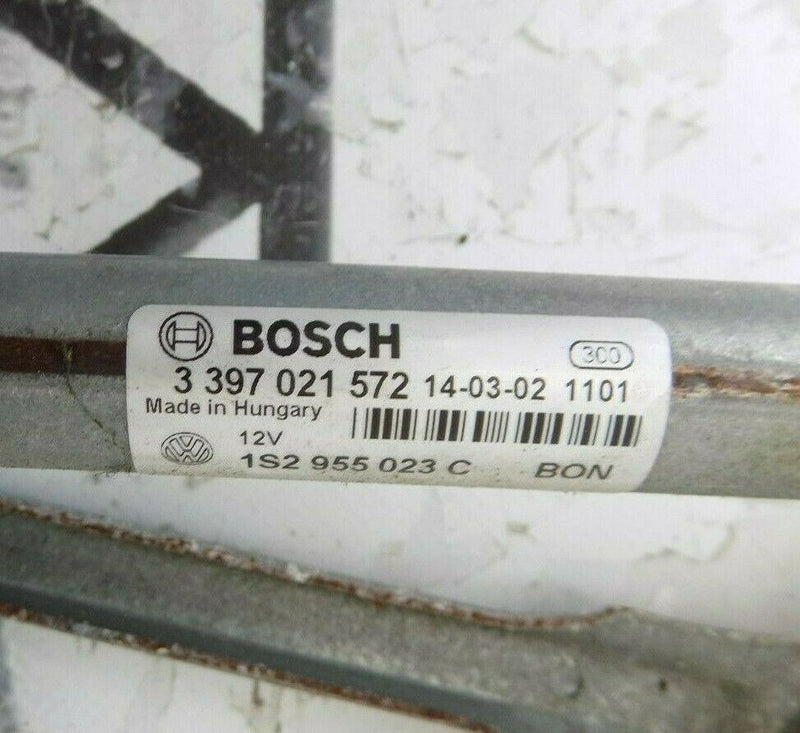 BOSCH 300
3 397 021 572 14-03-02 1101
Made in Hungary
12V
1S2 955 023 C BON